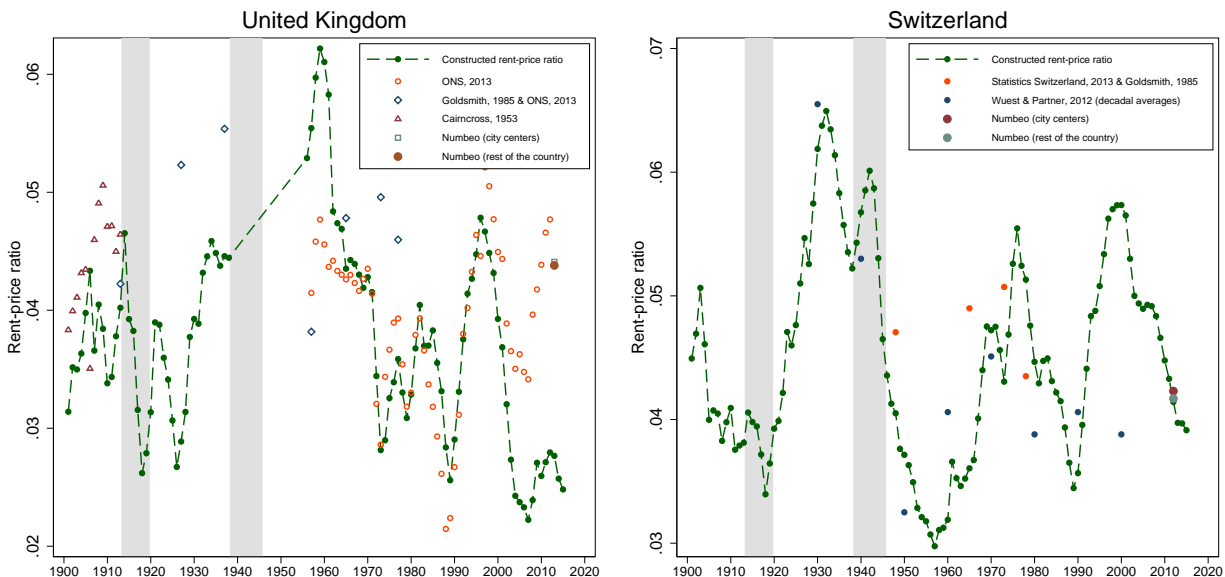 United Kingdom
Constructed rent-price ratio
ONS, 2013
Goldsmith, 1985 & ONS, 2013
Cairncross, 1953
Numbeo (city centers)
Numbeo (rest of the country)
Rent-price ratio
.06
.05
.04
.03
.02
1900 1910 1920 1930 1940 1950 1960 1970 1980 1990 2000 2010 2020
Switzerland
Constructed rent-price ratio
Statistics Switzerland, 2013 & Goldsmith, 1985
Wuest & Partner, 2012 (decadal averages)
Numbeo (city centers)
Numbeo (rest of the country)
Rent-price ratio
.07
.06
.05
.04
.03
1900 1910 1920 1930 1940 1950 1960 1970 1980 1990 2000 2010 2020